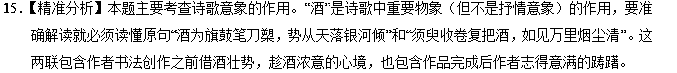 15.【精准分析】本题主要考查诗歌意象的作用。“酒”是诗歌中重要物象（但不是抒情意象）的作用，要准
确解读就必须读懂原句“酒为旗鼓笔刀槊，势从天落银河倾”和“须臾收卷复把酒，如见万里烟尘清”。这
两联包含作者书法创作之前借酒壮势，趁酒浓意的心境，也包含作品完成后作者志得意满的踌躇。